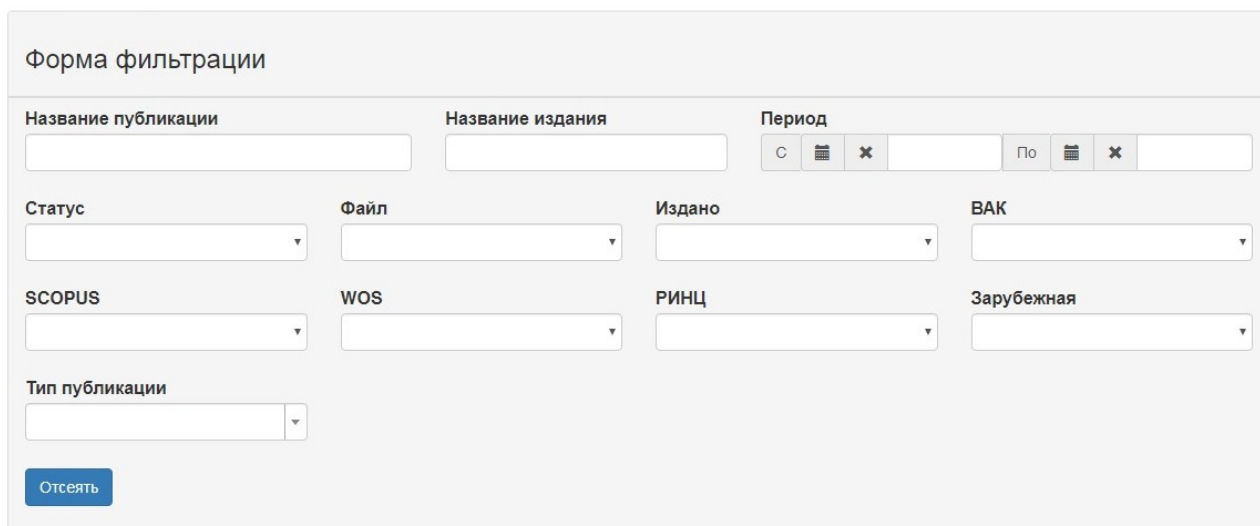 Форма фильтрации
Название публикации Название издания Период
С По
Статус Файл Издано ВАК
SCOPUS WOS РИНЦ Зарубежная
Тип публикации
Отсеять